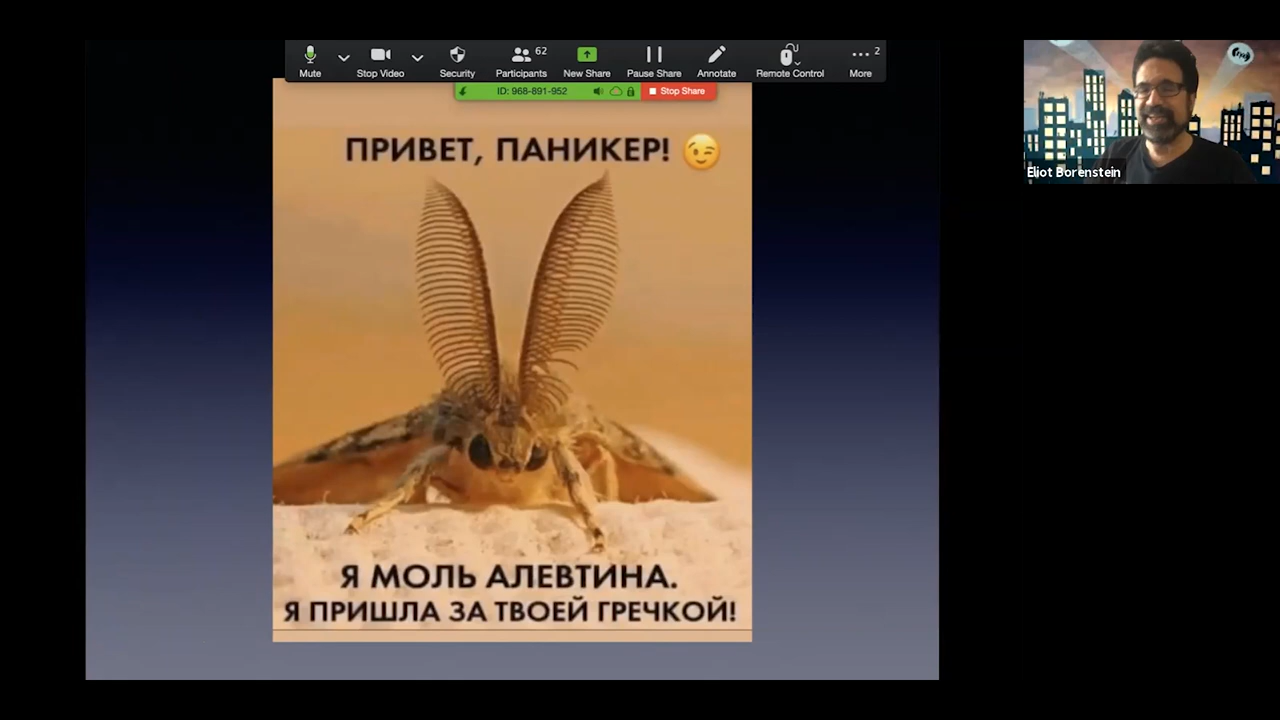 62
2
Mute
Stop Video
Security
Participants
New Share
Pause Share
Annotate
Remote Control
More
ID: 968-891-952
Stop Share
ПРИВЕТ, ПАНИКЕР! 😉
Я МОЛЬ АЛЕВТИНА.
Я ПРИШЛА ЗА ТВОЕЙ ГРЕЧКОЙ!
Eliot Borenstein